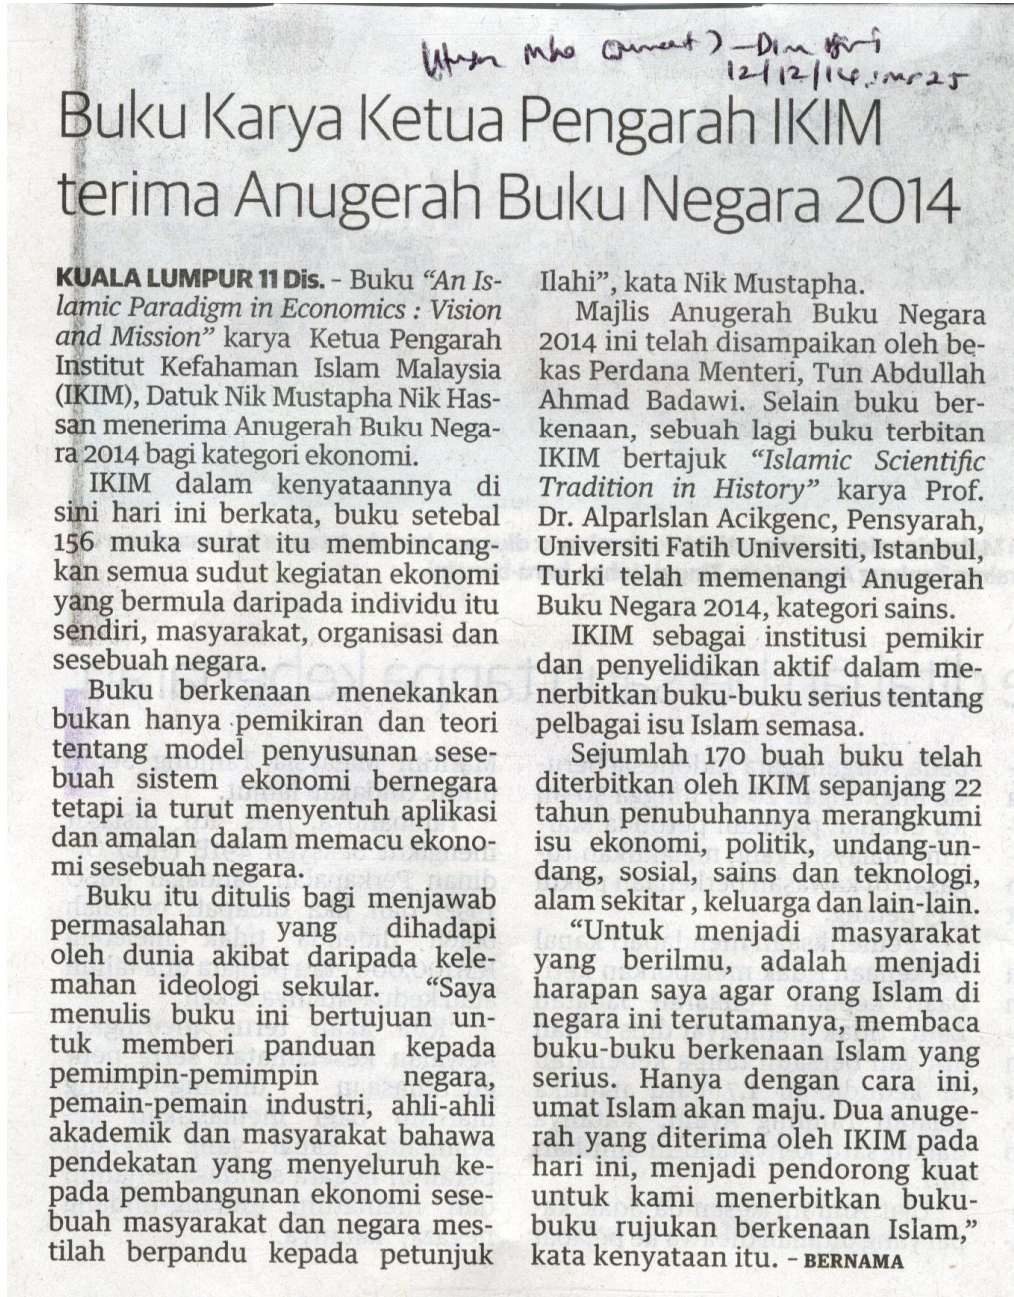 12/12/14
Buku Karya Ketua Pengarah IKIM
terima Anugerah Buku Negara 2014
KUALA LUMPUR 11 Dis. - Buku “An Is-
lamic Paradigm in Economics : Vision
and Mission” karya Ketua Pengarah
Institut Kefahaman Islam Malaysia
(IKIM), Datuk Nik Mustapha Nik Has-
san menerima Anugerah Buku Nega-
ra 2014 bagi kategori ekonomi.
IKIM dalam kenyataannya di
sini hari ini berkata, buku setebal
156 muka surat itu membincang-
kan semua sudut kegiatan ekonomi
yang bermula daripada individu itu
sendiri, masyarakat, organisasi dan
sesebuah negara.
Buku berkenaan menekankan
bukan hanya pemikiran dan teori
tentang model penyusunan sese-
buah sistem ekonomi bernegara
tetapi ia turut menyentuh aplikasi
dan amalan dalam memacu ekono-
mi sesebuah negara.
Buku itu ditulis bagi menjawab
permasalahan yang dihadapi
oleh dunia akibat daripada kele-
mahan ideologi sekular. “Saya
menulis buku ini bertujuan un-
tuk memberi panduan kepada
pemimpin-pemimpin negara,
pemain-pemain industri, ahli-ahli
akademik dan masyarakat bahawa
pendekatan yang menyeluruh ke-
pada pembangunan ekonomi sese-
buah masyarakat dan negara mes-
tilah berpandu kepada petunjuk
Ilahi”, kata Nik Mustapha.
Majlis Anugerah Buku Negara
2014 ini telah disampaikan oleh be-
kas Perdana Menteri, Tun Abdullah
Ahmad Badawi. Selain buku ber-
kenaan, sebuah lagi buku terbitan
IKIM bertajuk “Islamic Scientific
Tradition in History” karya Prof.
Dr. Alparlslan Acikgenc, Pensyarah,
Universiti Fatih Universiti, Istanbul,
Turki telah memenangi Anugerah
Buku Negara 2014, kategori sains.
IKIM sebagai institusi pemikir
dan penyelidikan aktif dalam me-
nerbitkan buku-buku serius tentang
pelbagai isu Islam semasa.
Sejumlah 170 buah buku telah
diterbitkan oleh IKIM sepanjang 22
tahun penubuhannya merangkumi
isu ekonomi, politik, undang-un-
dang, sosial, sains dan teknologi,
alam sekitar , keluarga dan lain-lain.
“Untuk menjadi masyarakat
yang berilmu, adalah menjadi
harapan saya agar orang Islam di
negara ini terutamanya, membaca
buku-buku berkenaan Islam yang
serius. Hanya dengan cara ini,
umat Islam akan maju. Dua anuge-
rah yang diterima oleh IKIM pada
hari ini, menjadi pendorong kuat
untuk kami menerbitkan buku-
buku rujukan berkenaan Islam,”
kata kenyataan itu. - BERNAMA